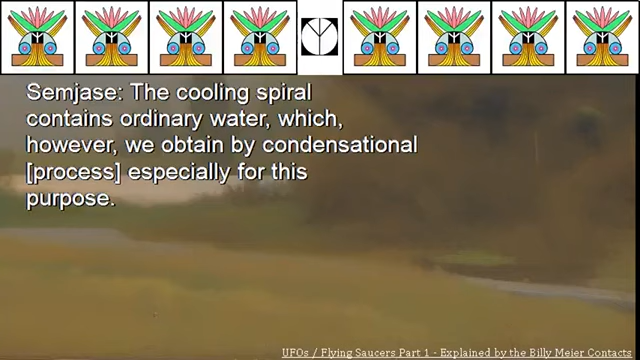 Semjase: The cooling spiral
contains ordinary water, which,
however, we obtain by condensational
[process] especially for this
purpose.
UFOs / Flying Saucers Part 1 - Explained by the Billy Meier Contacts